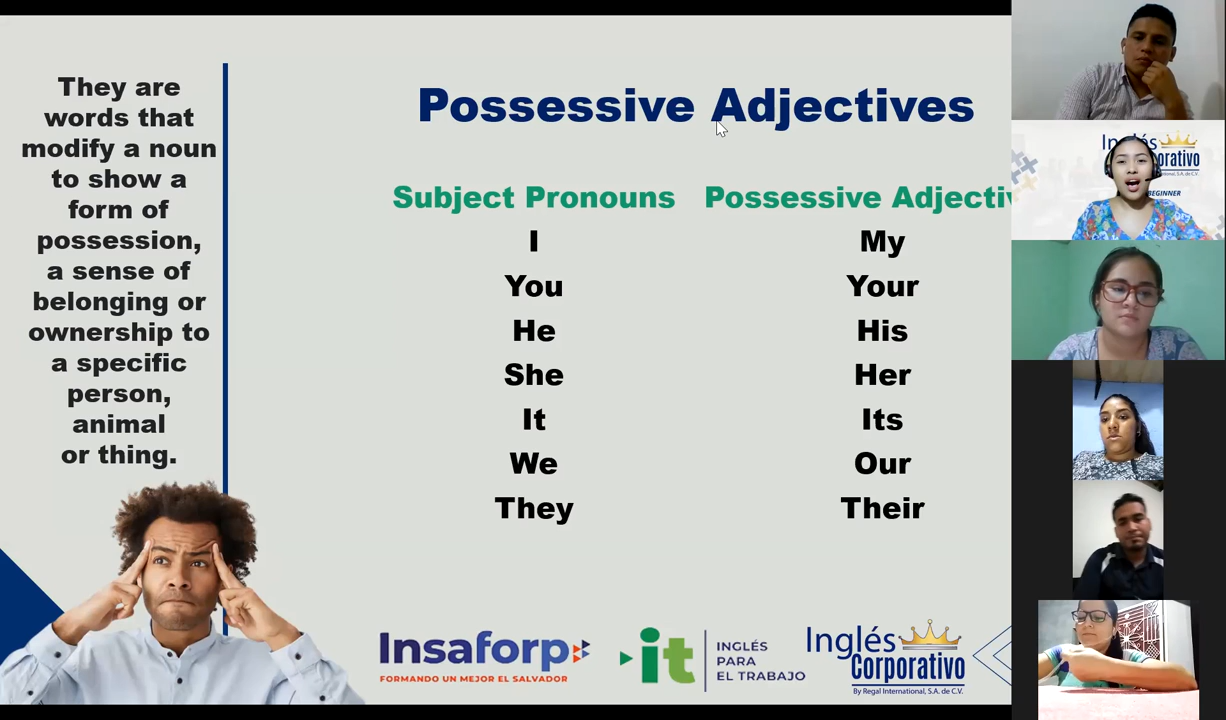 They are
words that
modify a noun
to show a
form of
possession,
a sense of
belonging or
ownership to
a specific
person,
animal
or thing.
Possessive Adjectives
Subject Pronouns Possessive Adjectiv
I My
You Your
He His
She Her
It Its
We Our
They Their
Insaforp
FORMANDO UN MEJOR EL SALVADOR
it
INGLÉS
PARA
EL TRABAJO
Inglés
Corporativo
By Regal International, S.A. de C.V.
Inglés
porativo
national, S.A. de C.V.
BEGINNER